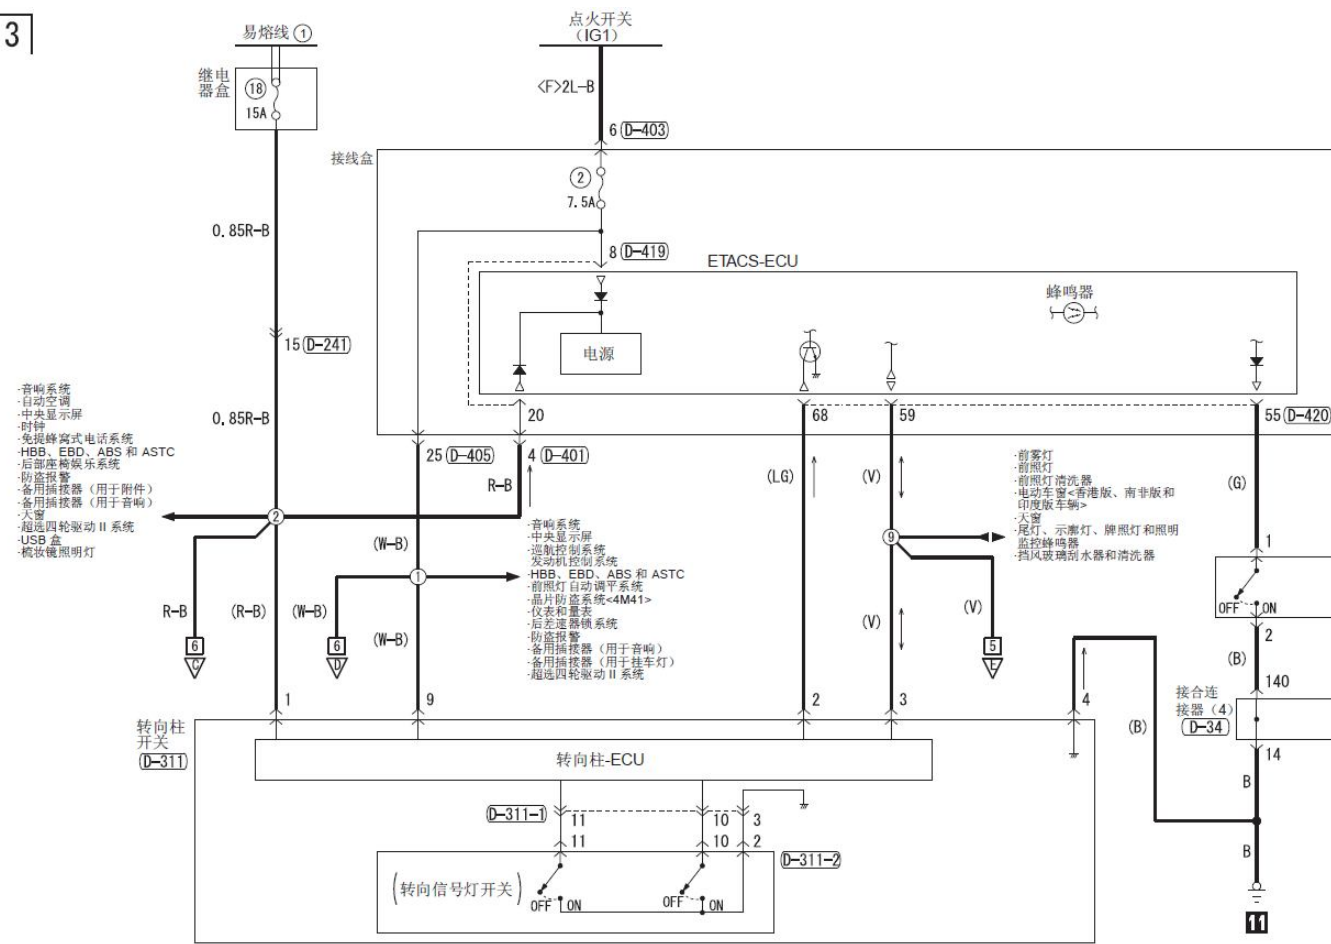 3
易熔线 ①
点火开关
（IG1）
继电
器盒
⑱
15A
<F>2L-B
6 (D-403)
接线盒
②
7.5A
0.85R-B
8 (D-419)
ETACS-ECU
蜂鸣器
15 (D-241)
电源
·音响系统
·自动空调
·中央显示屏
·时钟
·免提蜂窝式电话系统
·HBB、EBD、ABS 和 ASTC
·后部座椅娱乐系统
·防盗报警
·备用插接器（用于附件）
·备用插接器（用于音响）
·天窗
·超选四轮驱动 II 系统
·USB 盒
·梳妆镜照明灯
0.85R-B
20
68
59
55 (D-420)
25 (D-405)
4 (D-401)
R-B
(LG)
(V)
(G)
·前雾灯
·前照灯
·前照灯清洗器
·电动车窗<香港版、南非版和
印度版车辆>
·天窗
·尾灯、示廓灯、牌照灯和照明
监控蜂鸣器
·挡风玻璃刮水器和清洗器
②
(W-B)
①
·音响系统
·中央显示屏
·巡航控制系统
发动机控制系统
·HBB、EBD、ABS 和 ASTC
·前照灯自动调平系统
·晶片防盗系统<4M41>
·仪表和量表
·后差速器锁系统
·防盗报警
·备用插接器（用于音响）
·备用插接器（用于挂车灯）
·超选四轮驱动 II 系统
⑨
1
OFF
ON
R-B
(R-B)
(W-B)
(W-B)
(V)
(V)
6
C
6
D
5
E
2
(B)
140
接合连
接器（4）
(D-34)
14
1
9
2
3
4
(B)
转向柱
开关
(D-311)
转向柱-ECU
B
(D-311-1)
11
10
3
11
10
2
(D-311-2)
B
(转向信号灯开关)
OFF
ON
OFF
ON
11